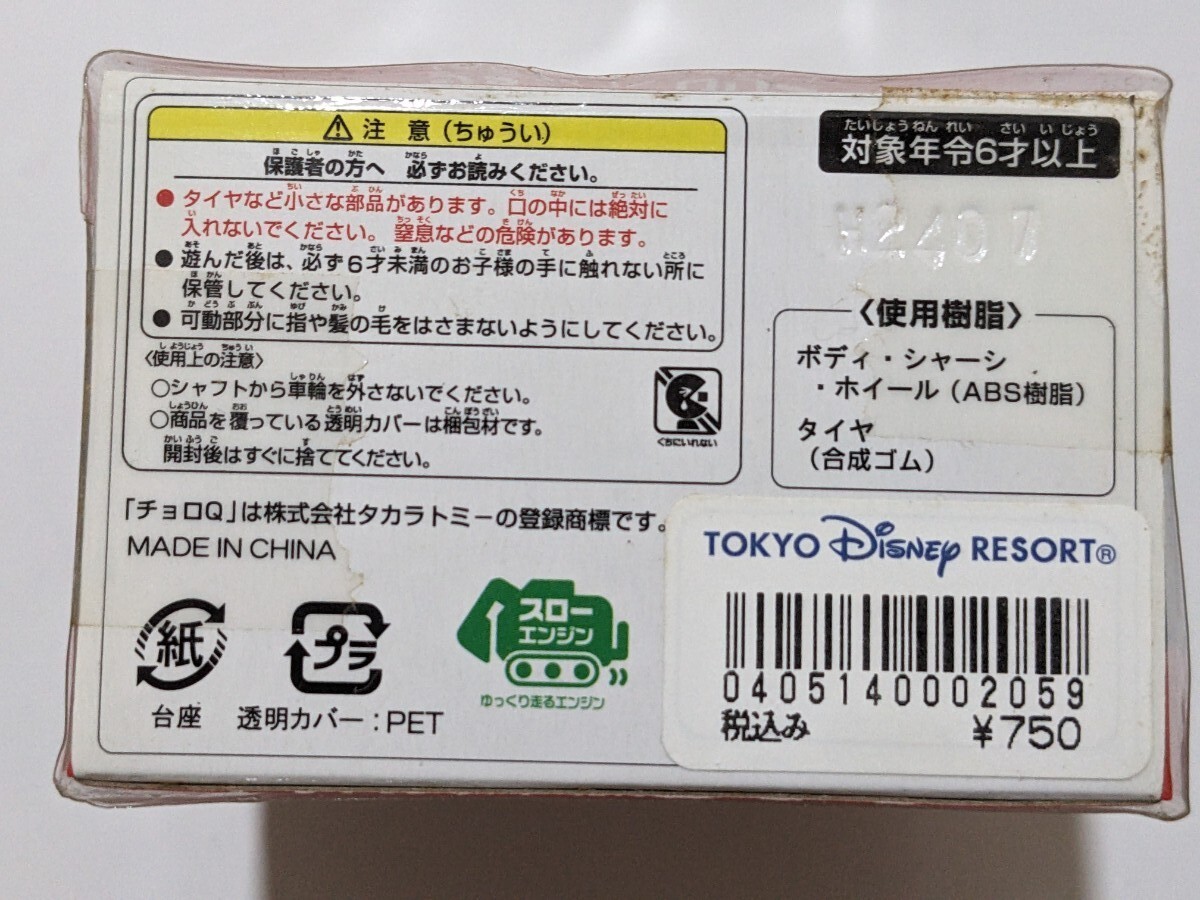 ⚠ 注 意 (ちゅうい)
保護者の方へ 必ずお読みください。
● タイヤなど小さな部品があります。口の中には絶対に
入れないでください。 窒息などの危険があります。
● 遊んだ後は、必ず6才未満のお子様の手に触れない所に
保管してください。
● 可動部分に指や髪の毛をはさまないようにしてください。
〈使用上の注意〉
○シャフトから車輪を外さないでください。
○商品を覆っている透明カバーは梱包材です。
開封後はすぐに捨ててください。
くちにいれない
たいしょうねんれい さいいじょう
対象年令6才以上
H2407
〈使用樹脂〉
ボディ・シャーシ
・ホイール (ABS樹脂)
タイヤ
(合成ゴム)
「チョロQ」は株式会社タカラトミーの登録商標です。
MADE IN CHINA
紙
台座
プラ
透明カバー:PET
スロー
エンジン
ゆっくり走るエンジン
TOKYO Disney RESORT®
0405140002059
税込み ¥750